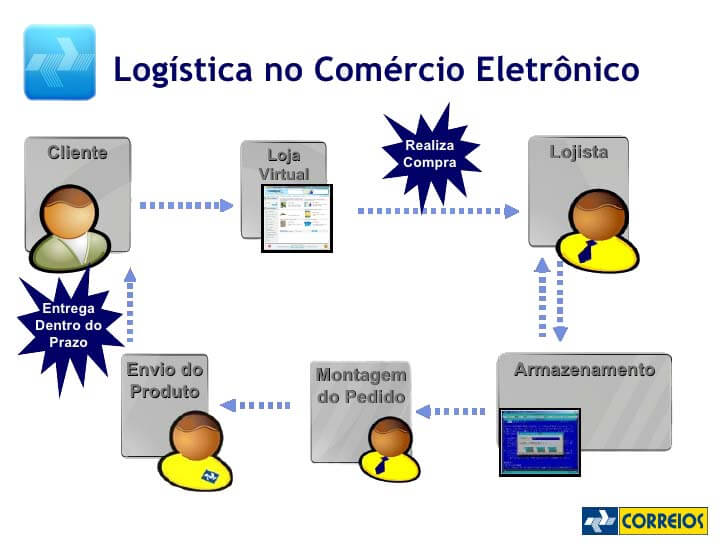 Logística no Comércio Eletrônico
Cliente
Loja
Virtual
Realiza
Compra
Lojista
Entrega
Dentro do
Prazo
Envio do
Produto
Montagem
do Pedido
Armazenamento
CORREIOS